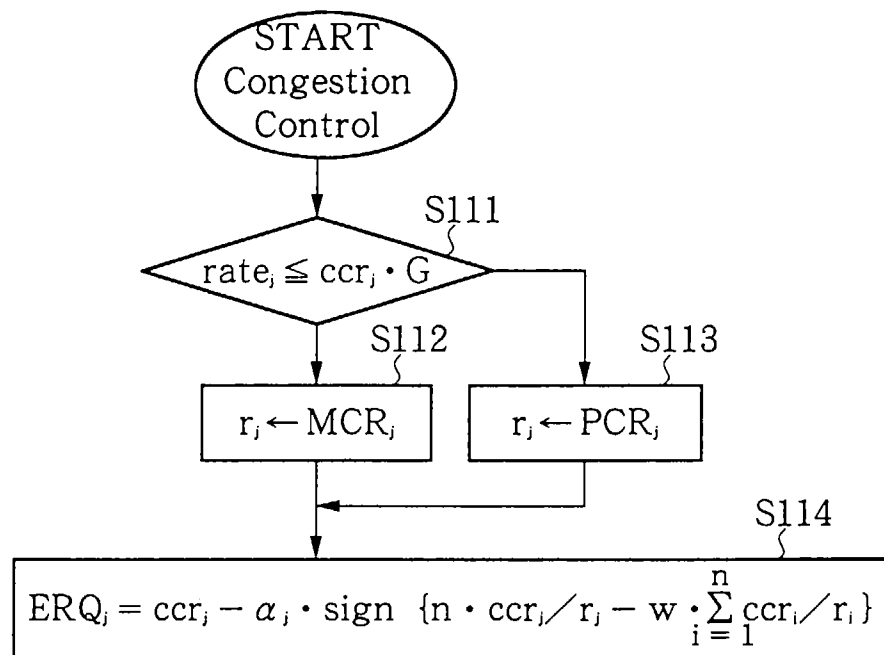 START
Congestion
Control
S111
rateⱼ ≦ ccrⱼ · G
S112
S113
rⱼ ← MCRⱼ
rⱼ ← PCRⱼ
S114
ERQⱼ = ccrⱼ − αⱼ · sign {n · ccrⱼ/rⱼ − w · n∑i = 1 ccrᵢ/rᵢ}